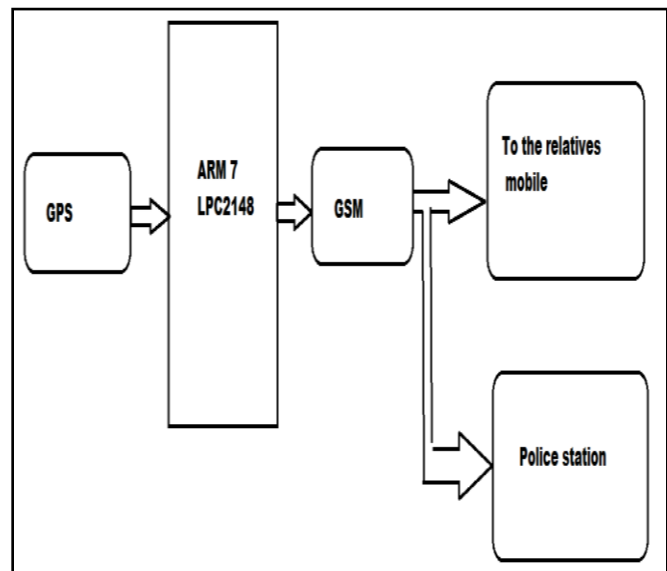 GPS
ARM 7
LPC2148
GSM
To the relatives
mobile
Police station